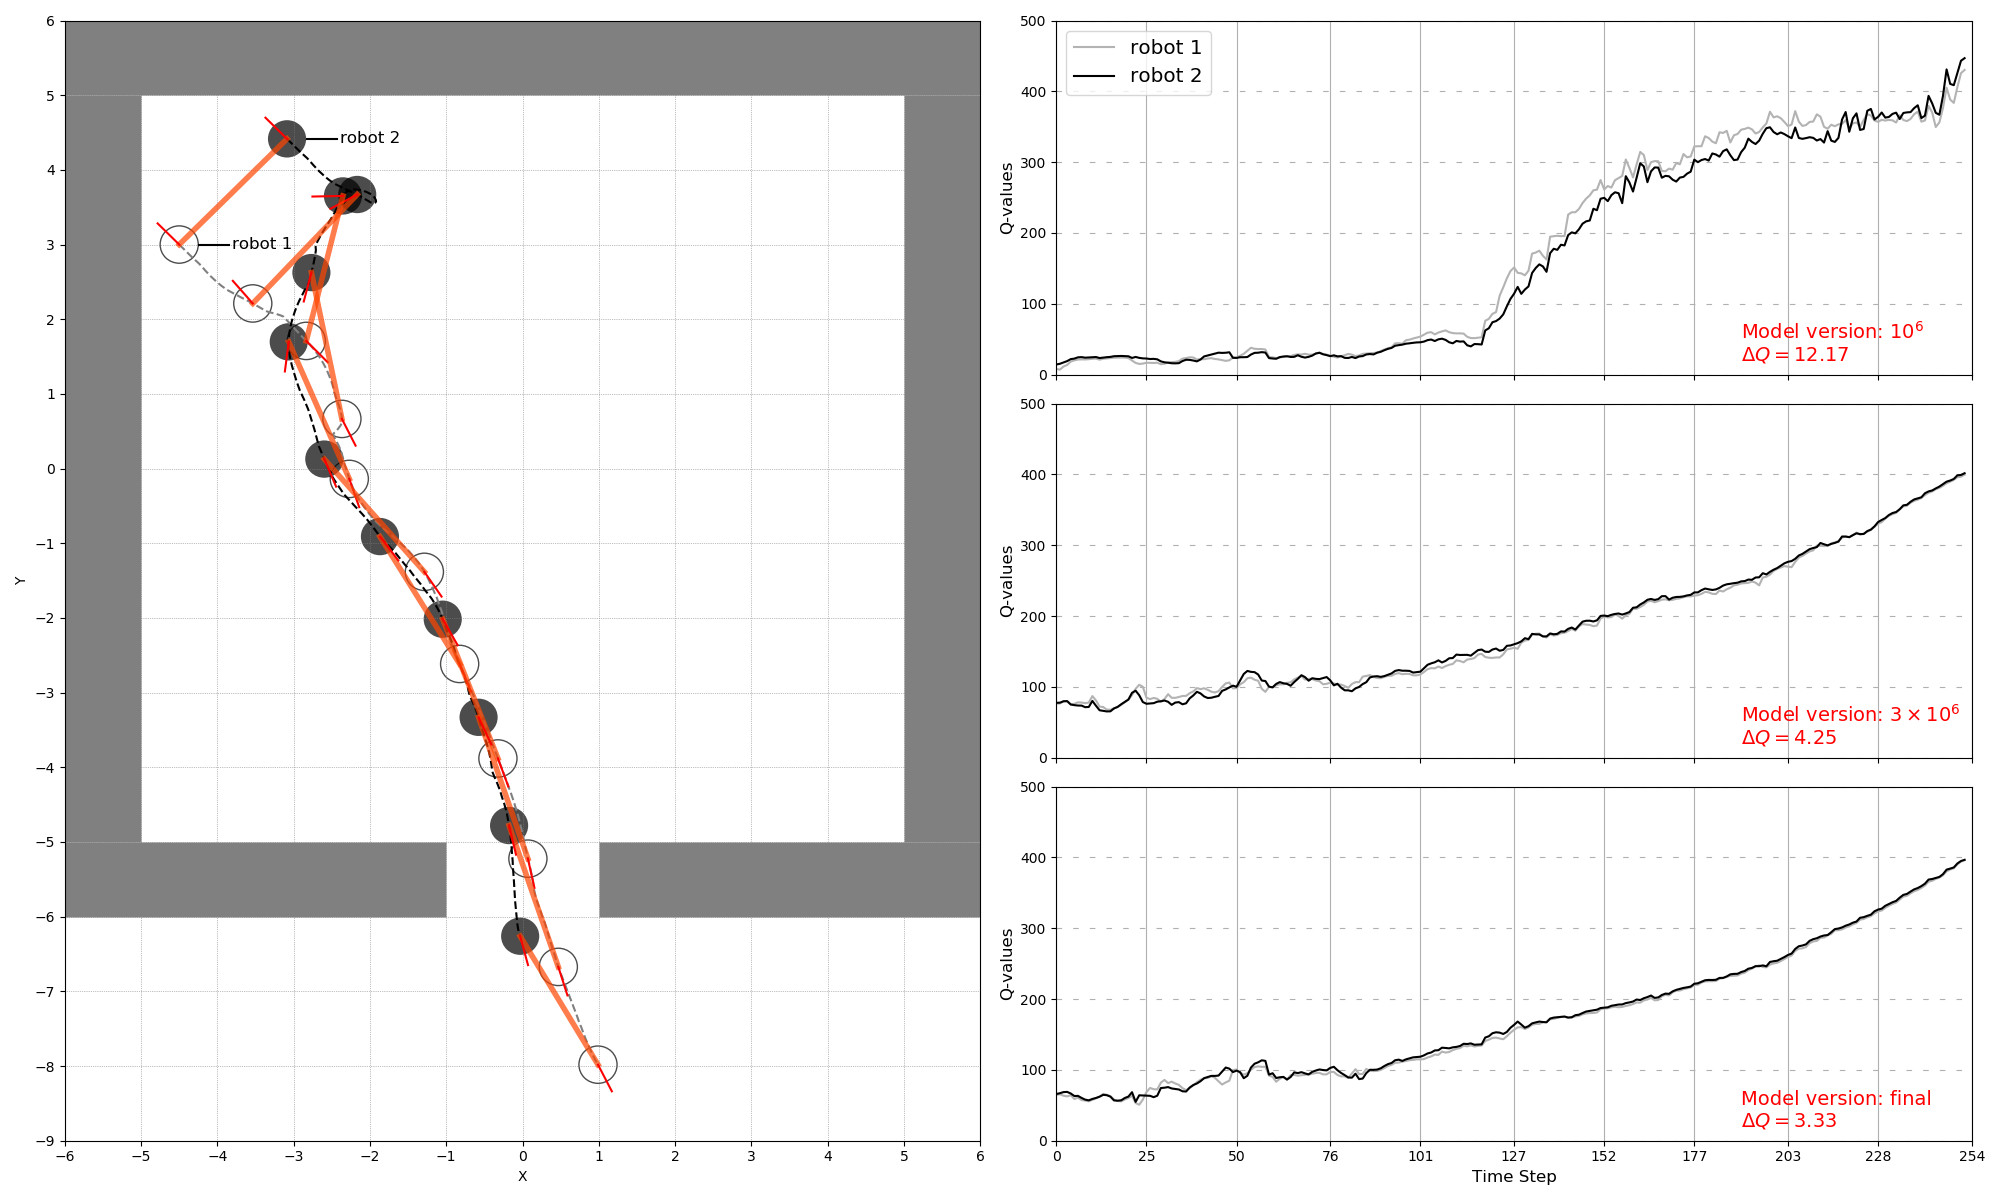 6
5
4
3
2
1
0
−1
−2
−3
−4
−5
−6
−7
−8
−9
Y
robot 2
robot 1
−6 −5 −4 −3 −2 −1 0 1 2 3 4 5 6
X
500
400
300
200
100
0
Q-values
robot 1
robot 2
Model version: 10⁶
ΔQ = 12.17
500
400
300
200
100
0
Q-values
Model version: 3 × 10⁶
ΔQ = 4.25
500
400
300
200
100
0
Q-values
Model version: final
ΔQ = 3.33
0 25 50 76 101 127 152 177 203 228 254
Time Step